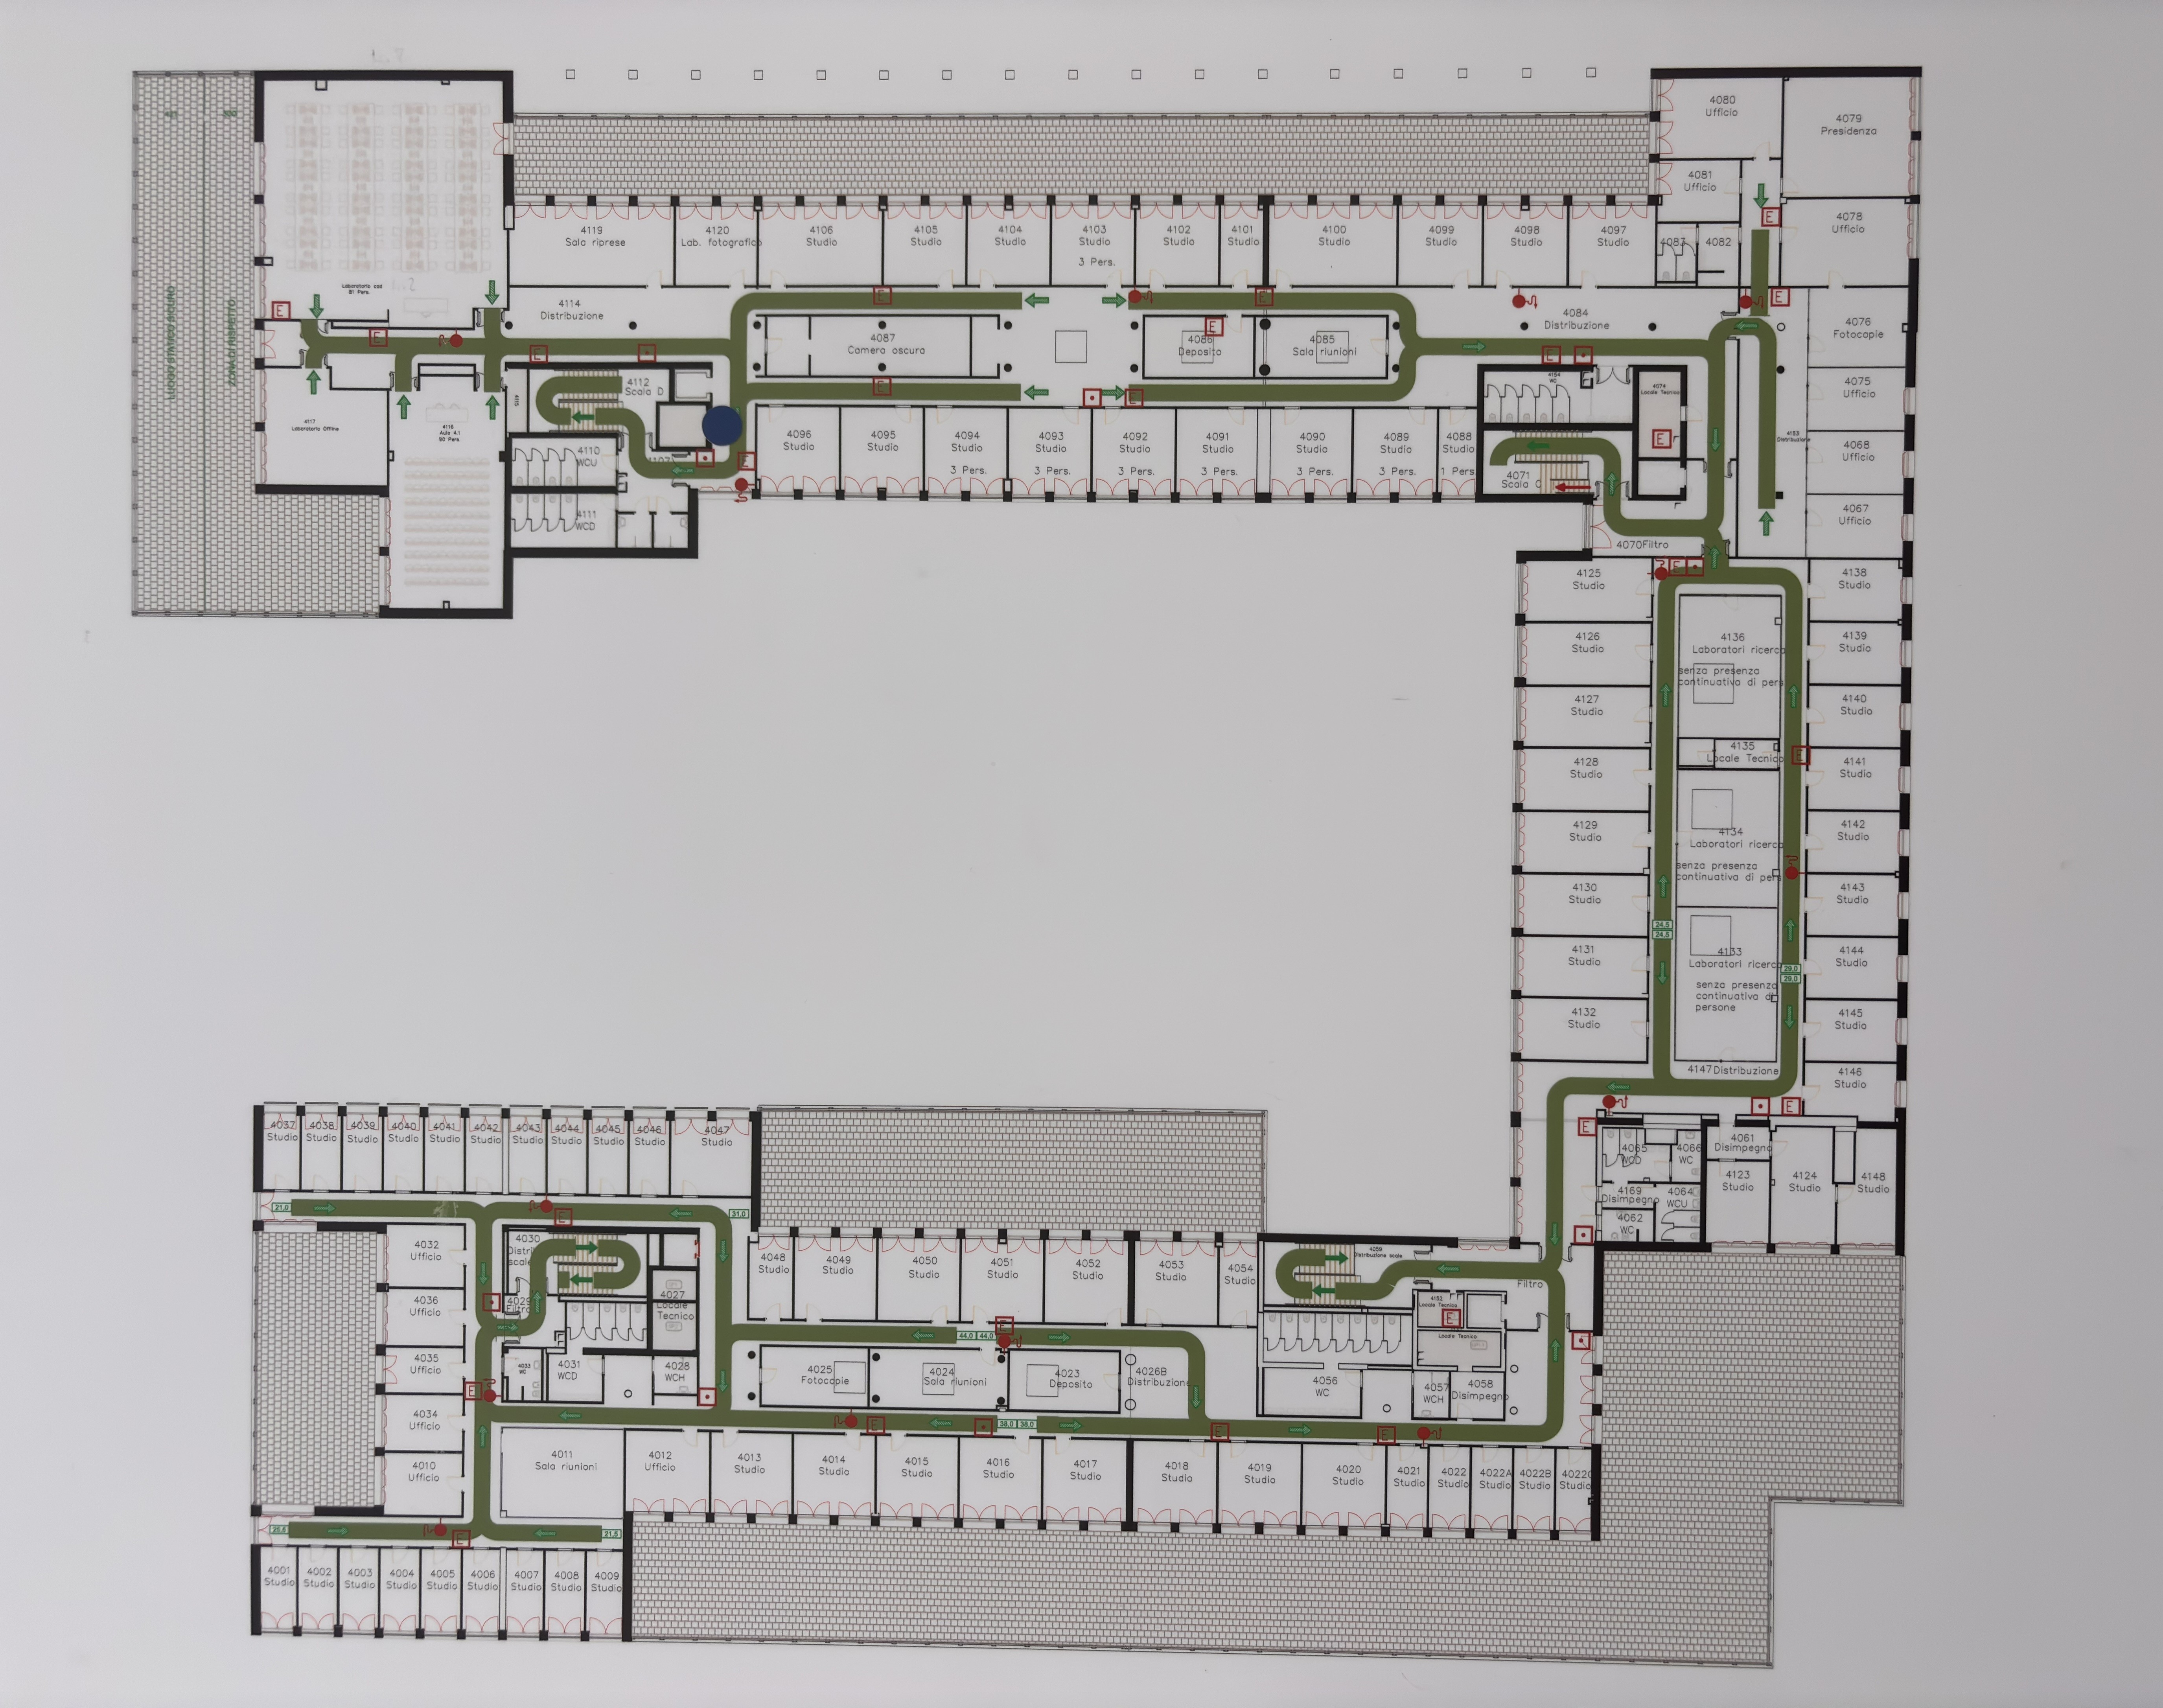 4080
Ufficio
4079
Presidenza
4081
Ufficio
4078
Ufficio
4083
4082
4119
Sala riprese
4120
Lab. fotografico
4106
Studio
4105
Studio
4104
Studio
4103
Studio
3 Pers.
4102
Studio
4101
Studio
4100
Studio
4099
Studio
4098
Studio
4097
Studio
LUOGO STATICO SICURO
ZONA DI RISPETTO
Laboratorio cad
81 Pers.
4114
Distribuzione
4087
Camera oscura
4086
Deposito
4085
Sala riunioni
4084
Distribuzione
4076
Fotocopie
4075
Ufficio
4068
Ufficio
4067
Ufficio
4153
Distribuzione
4074
Locale Tecnico
4154
WC
4112
Scala D
4117
Laboratorio Offline
4116
Aula 4.1
4110
WCU
4111
WCD
4096
Studio
4095
Studio
4094
Studio
3 Pers.
4093
Studio
3 Pers.
4092
Studio
3 Pers.
4091
Studio
3 Pers.
4090
Studio
3 Pers.
4089
Studio
3 Pers.
4088
Studio
1 Pers.
4071
Scala C
4070 Filtro
4125
Studio
4126
Studio
4127
Studio
4128
Studio
4129
Studio
4130
Studio
4131
Studio
4132
Studio
4136
Laboratori ricerca
senza presenza
continuativa di pers
4135
Locale Tecnico
4134
Laboratori ricerca
senza presenza
continuativa di pers
4133
Laboratori ricerca
senza presenza
continuativa di
persone
24,5
24,5
29,0
29,0
4138
Studio
4139
Studio
4140
Studio
4141
Studio
4142
Studio
4143
Studio
4144
Studio
4145
Studio
4146
Studio
4147 Distribuzione
4065
WCD
4066
WC
4061
Disimpegno
4123
Studio
4124
Studio
4148
Studio
4169
Disimpegno
4064
WCU
4062
WC
4037
Studio
4038
Studio
4039
Studio
4040
Studio
4041
Studio
4042
Studio
4043
Studio
4044
Studio
4045
Studio
4046
Studio
4047
Studio
21,0
31,0
4032
Ufficio
4036
Ufficio
4035
Ufficio
4034
Ufficio
4010
Ufficio
4030
Distri
scale
4029
Filtro
4027
Locale
Tecnico
4033
WC
4031
WCD
4028
WCH
4048
Studio
4049
Studio
4050
Studio
4051
Studio
4052
Studio
4053
Studio
4054
Studio
4059
Distribuzione scale
Filtro
4152
Locale Tecnico
Locale Tecnico
44,0
44,0
4025
Fotocopie
4024
Sala riunioni
4023
Deposito
4026B
Distribuzione
4056
WC
4057
WCH
4058
Disimpegno
38,0
38,0
4011
Sala riunioni
4012
Ufficio
4013
Studio
4014
Studio
4015
Studio
4016
Studio
4017
Studio
4018
Studio
4019
Studio
4020
Studio
4021
Studio
4022
Studio
4022A
Studio
4022B
Studio
4022C
Studio
21,5
4001
Studio
4002
Studio
4003
Studio
4004
Studio
4005
Studio
4006
Studio
4007
Studio
4008
Studio
4009
Studio